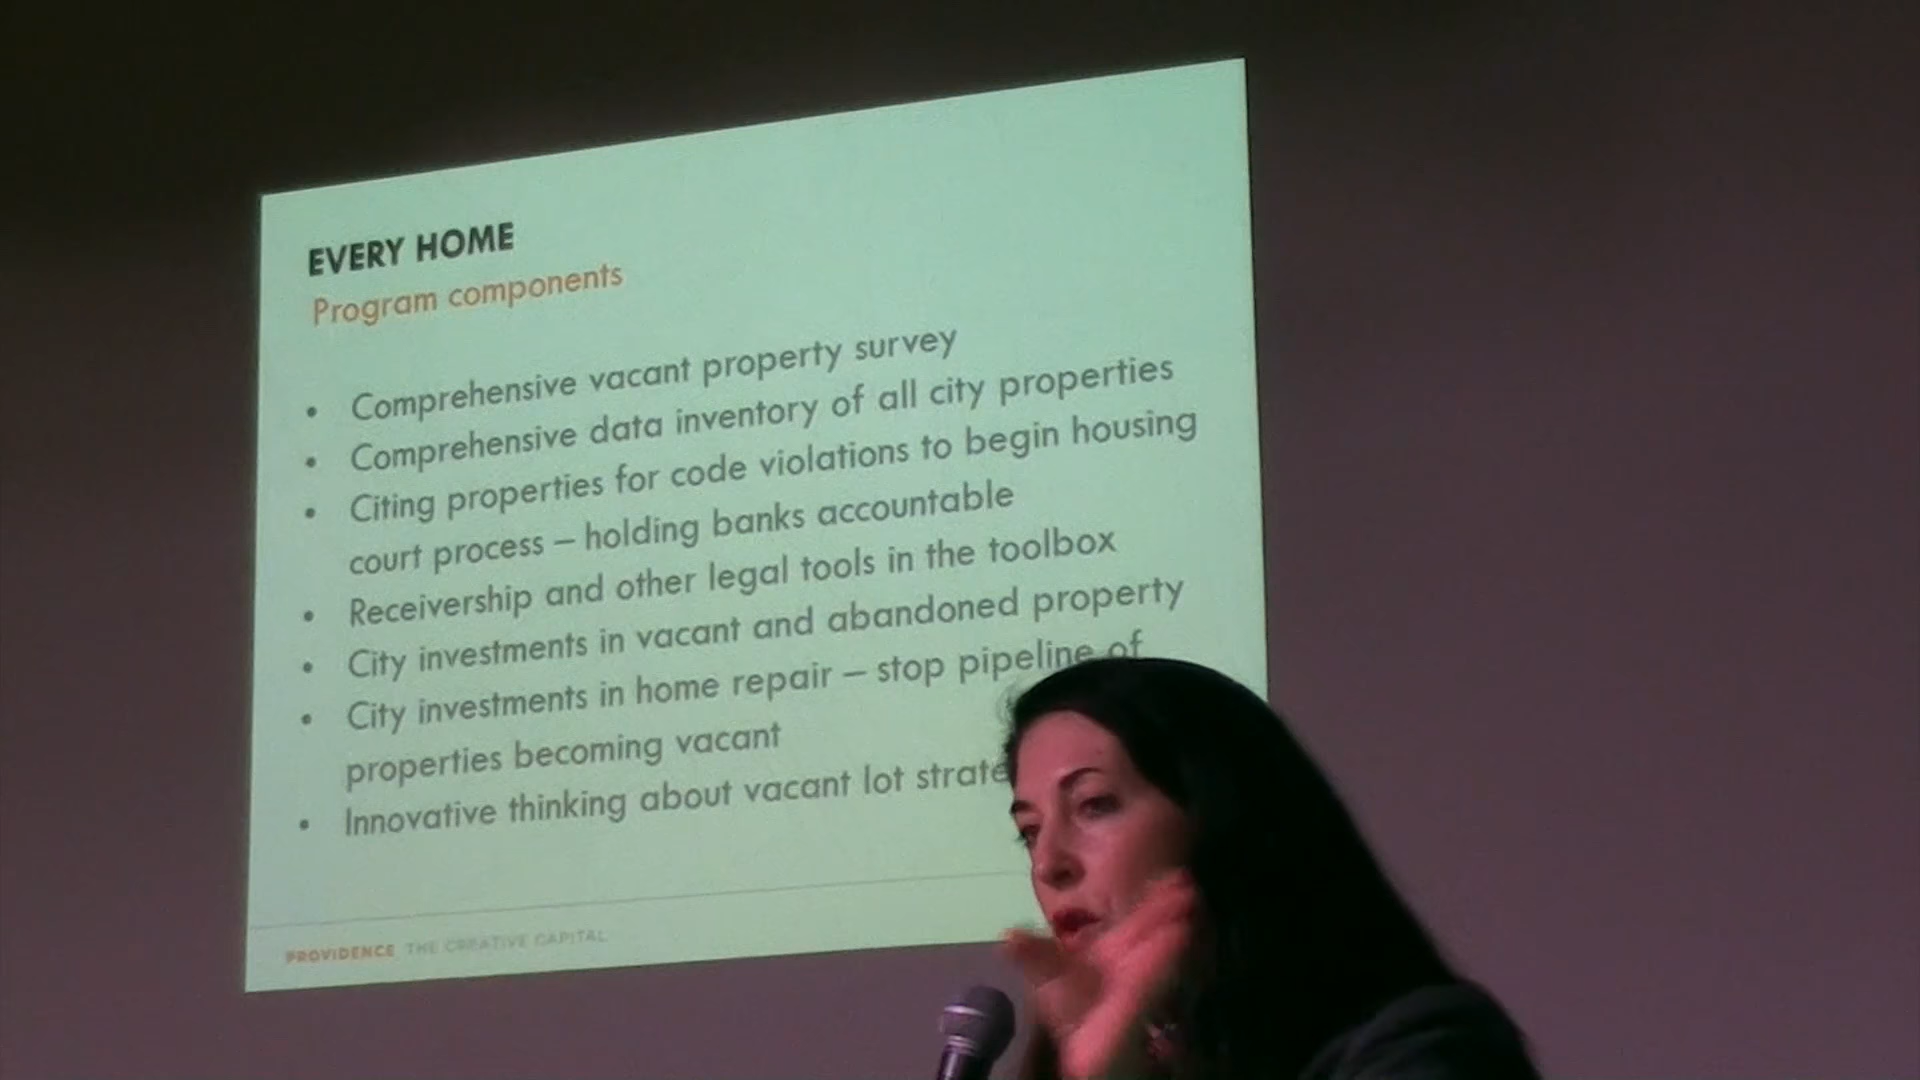 EVERY HOME
Program components
• Comprehensive vacant property survey
• Comprehensive data inventory of all city properties
• Citing properties for code violations to begin housing
court process – holding banks accountable
• Receivership and other legal tools in the toolbox
• City investments in vacant and abandoned property
• City investments in home repair – stop pipeline of
properties becoming vacant
• Innovative thinking about vacant lot
PROVIDENCE THE CREATIVE CAPITAL